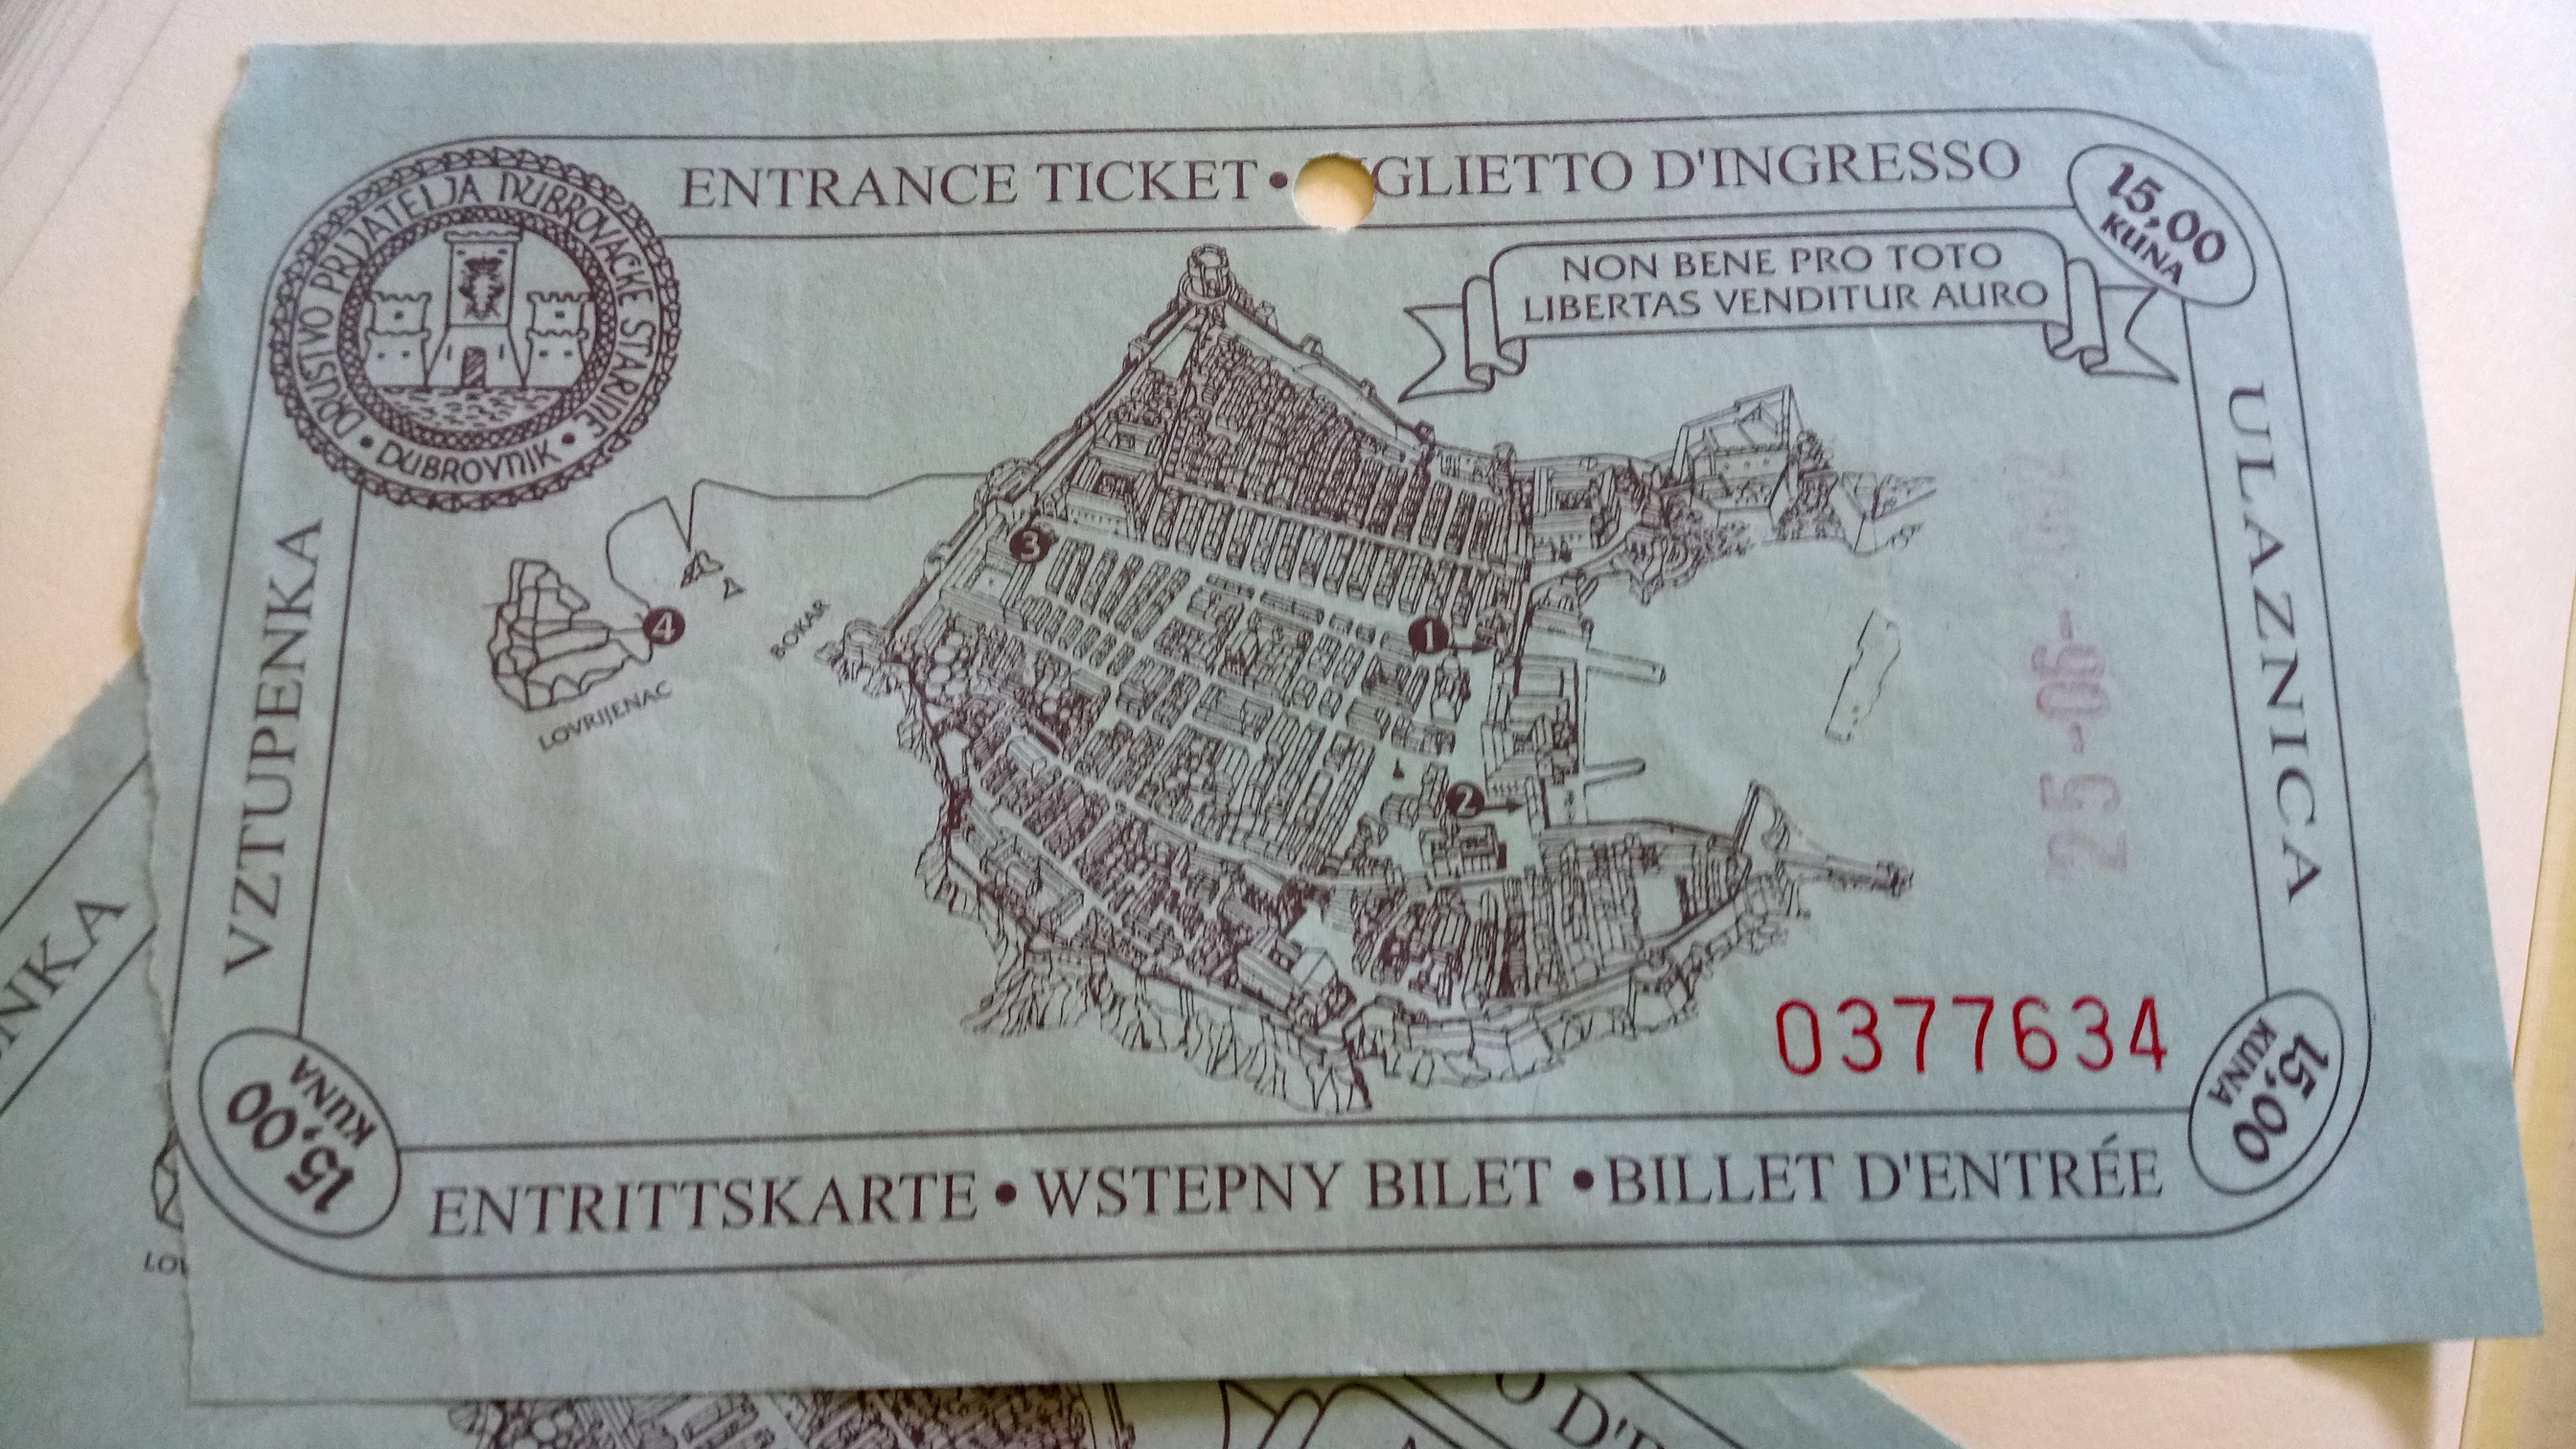 ENTRANCE TICKET • GLIETTO D'INGRESSO
15,00
KUNA
DRUŠTVO PRIJATELJA DUBROVAČKE STARINE
• DUBROVNIK •
NON BENE PRO TOTO
LIBERTAS VENDITUR AURO
VZTUPENKA
ULAZNICA
3
4
1
2
BOKAR
LOVRIJENAC
25-06-
0377634
15,00
KUNA
15,00
KUNA
ENTRITTSKARTE • WSTEPNY BILET • BILLET D'ENTRÉE
NKA